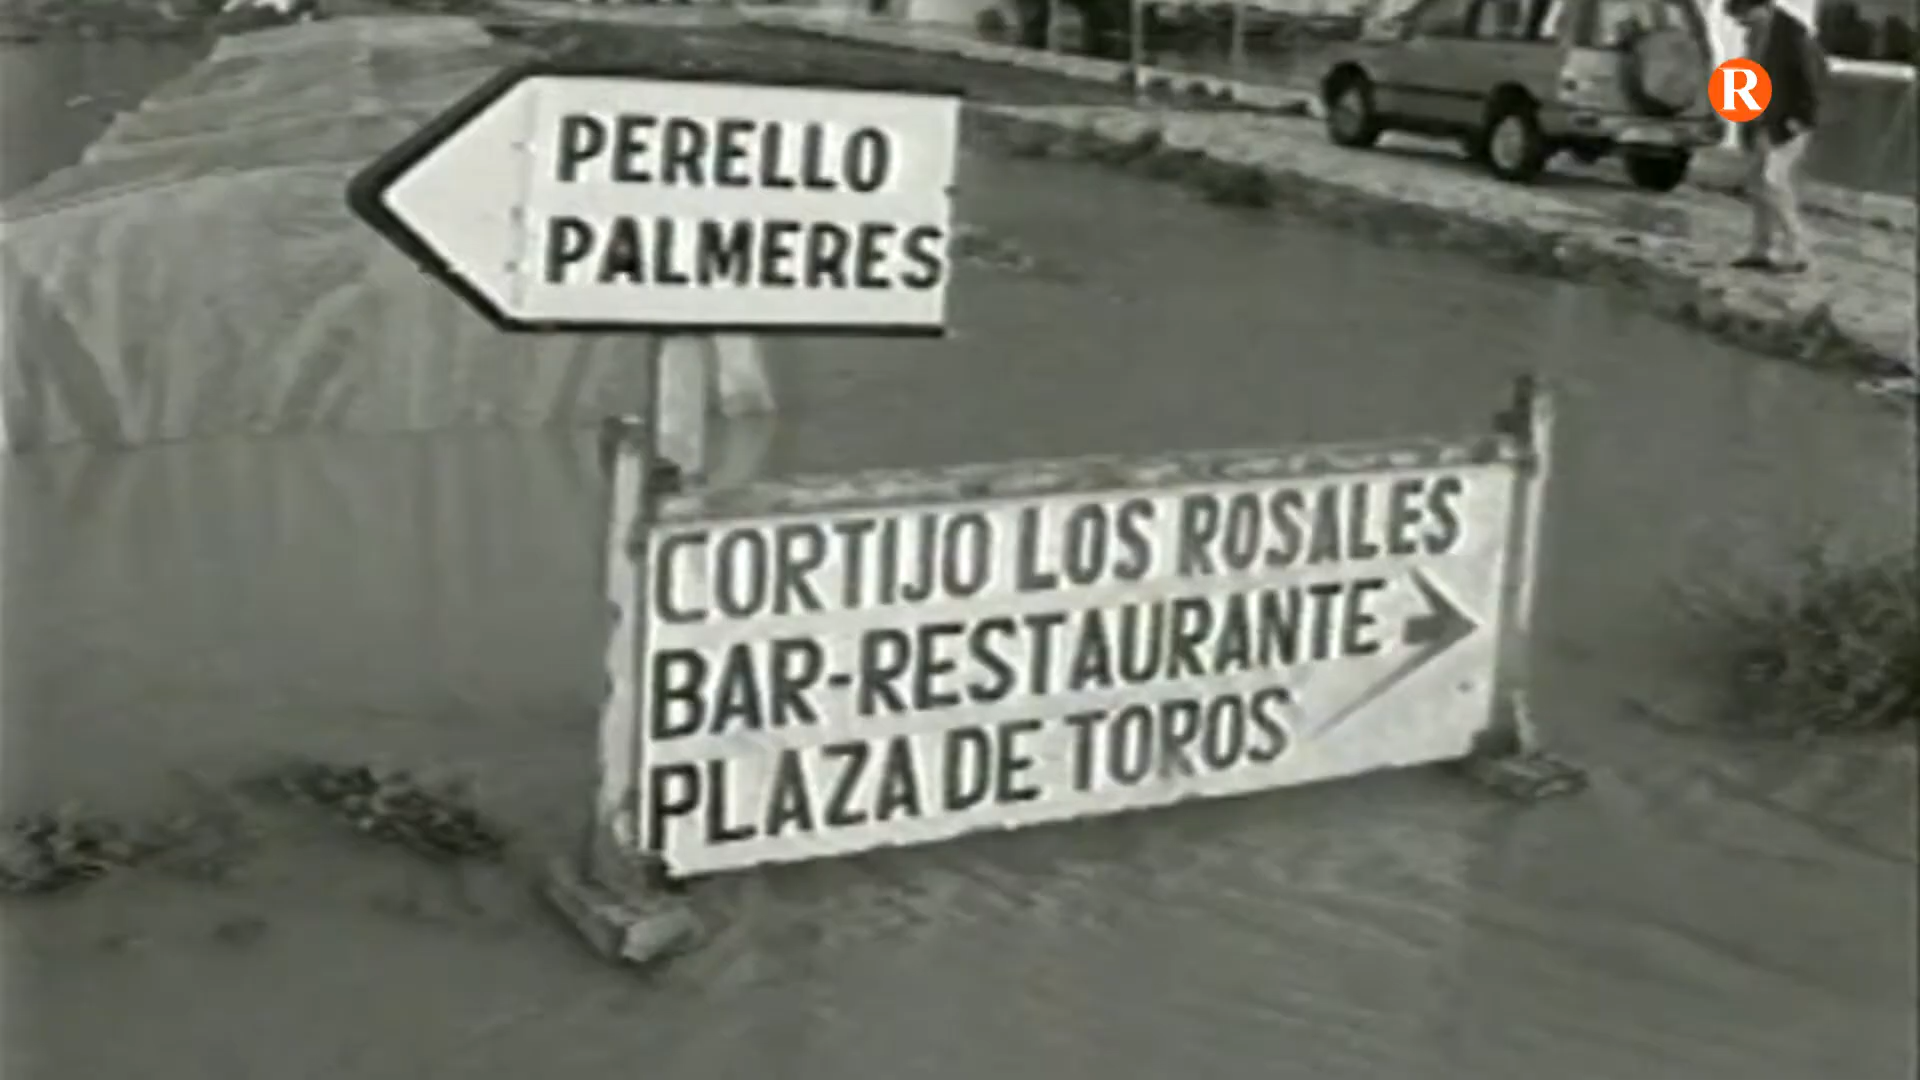 R
PERELLO
PALMERES
CORTIJO LOS ROSALES
BAR-RESTAURANTE
PLAZA DE TOROS